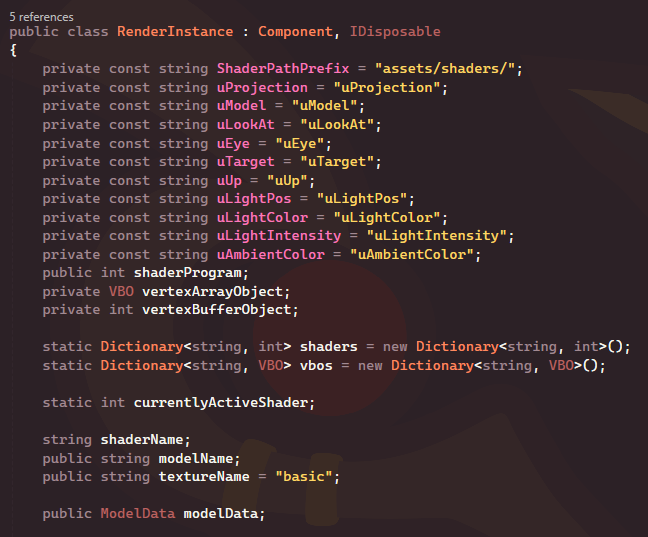 5 references
public class RenderInstance : Component, IDisposable
{
    private const string ShaderPathPrefix = "assets/shaders/";
    private const string uProjection = "uProjection";
    private const string uModel = "uModel";
    private const string uLookAt = "uLookAt";
    private const string uEye = "uEye";
    private const string uTarget = "uTarget";
    private const string uUp = "uUp";
    private const string uLightPos = "uLightPos";
    private const string uLightColor = "uLightColor";
    private const string uLightIntensity = "uLightIntensity";
    private const string uAmbientColor = "uAmbientColor";
    public int shaderProgram;
    private VBO vertexArrayObject;
    private int vertexBufferObject;

    static Dictionary<string, int> shaders = new Dictionary<string, int>();
    static Dictionary<string, VBO> vbos = new Dictionary<string, VBO>();

    static int currentlyActiveShader;

    string shaderName;
    public string modelName;
    public string textureName = "basic";

    public ModelData modelData;